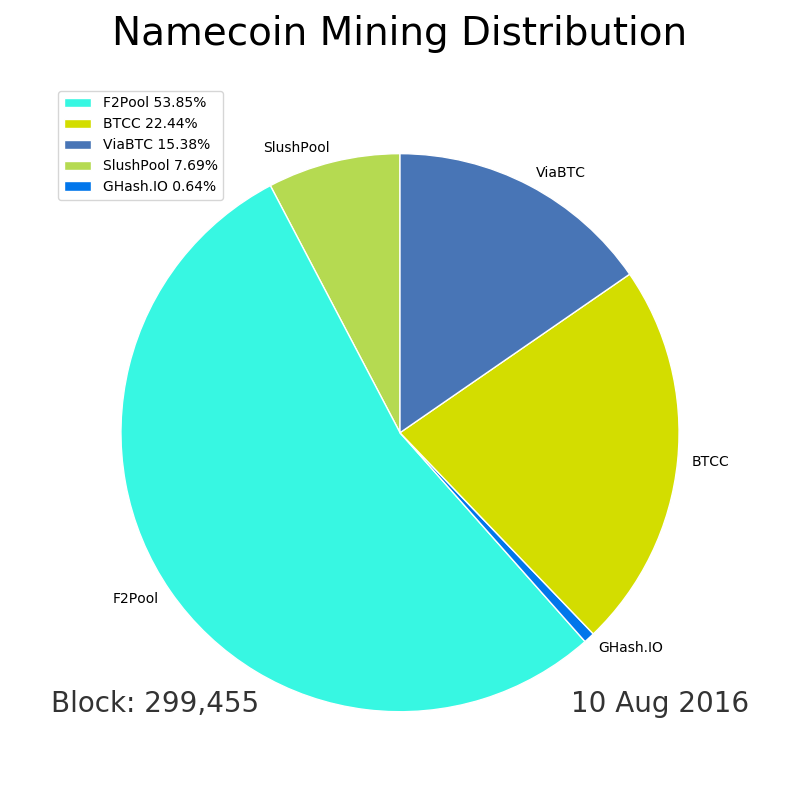 Namecoin Mining Distribution
F2Pool 53.85%
BTCC 22.44%
ViaBTC 15.38%
SlushPool 7.69%
GHash.IO 0.64%
SlushPool
ViaBTC
BTCC
F2Pool
GHash.IO
Block: 299,455
10 Aug 2016